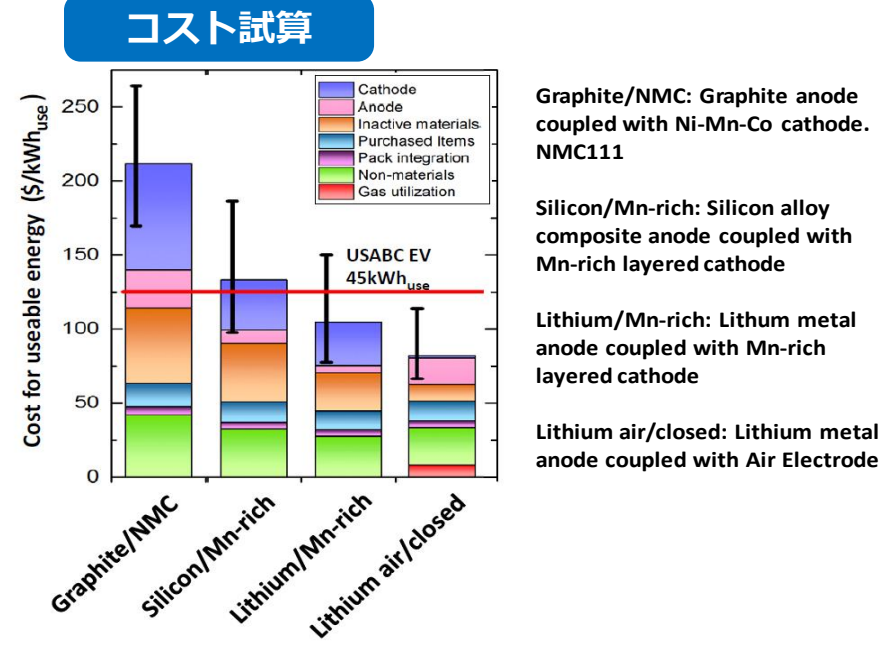 コスト試算
Cost for useable energy ($/kWhuse)
250
200
150
100
50
0
Cathode
Anode
Inactive materials
Purchased Items
Pack integration
Non-materials
Gas utilization
USABC EV
45kWhuse
Graphite/NMC
Silicon/Mn-rich
Lithium/Mn-rich
Lithium air/closed
Graphite/NMC: Graphite anode
coupled with Ni-Mn-Co cathode.
NMC111
Silicon/Mn-rich: Silicon alloy
composite anode coupled with
Mn-rich layered cathode
Lithium/Mn-rich: Lithum metal
anode coupled with Mn-rich
layered cathode
Lithium air/closed: Lithium metal
anode coupled with Air Electrode